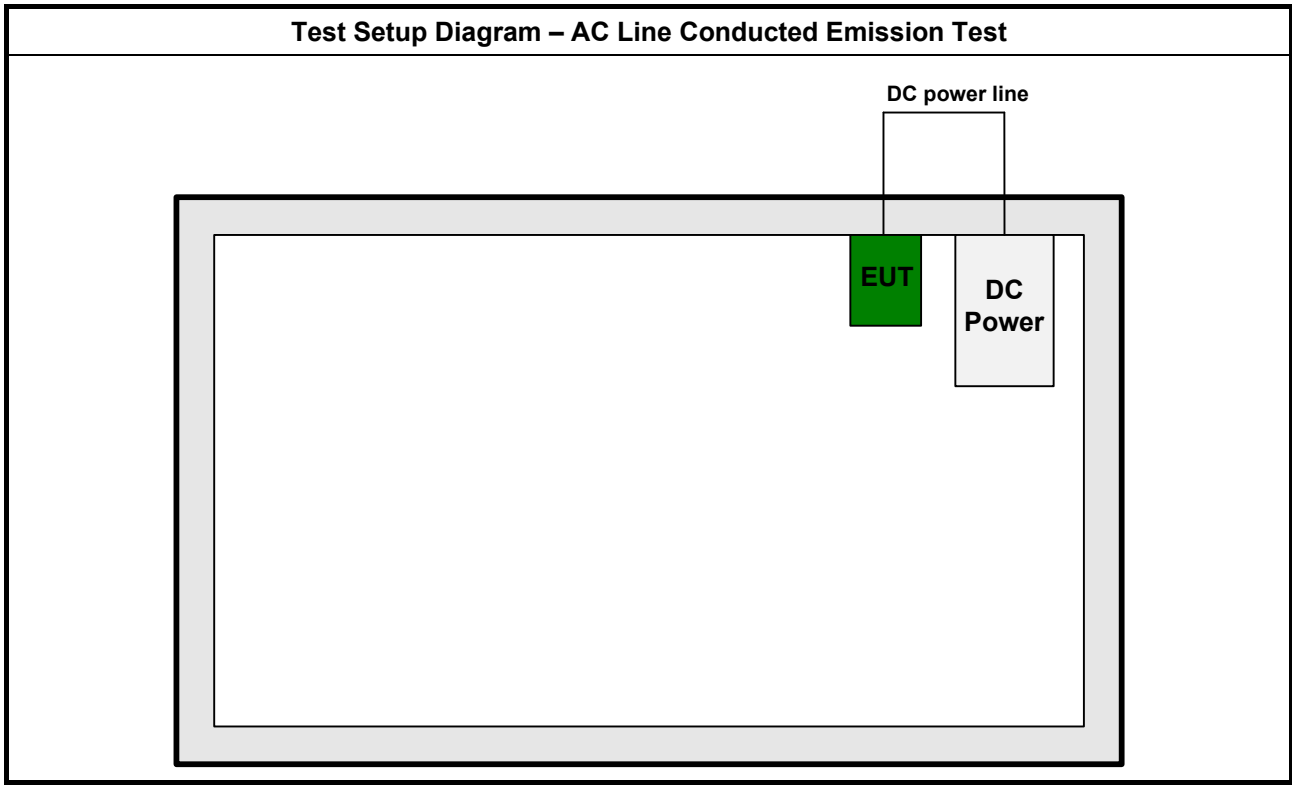 Test Setup Diagram – AC Line Conducted Emission Test
DC power line
EUT
DC
Power